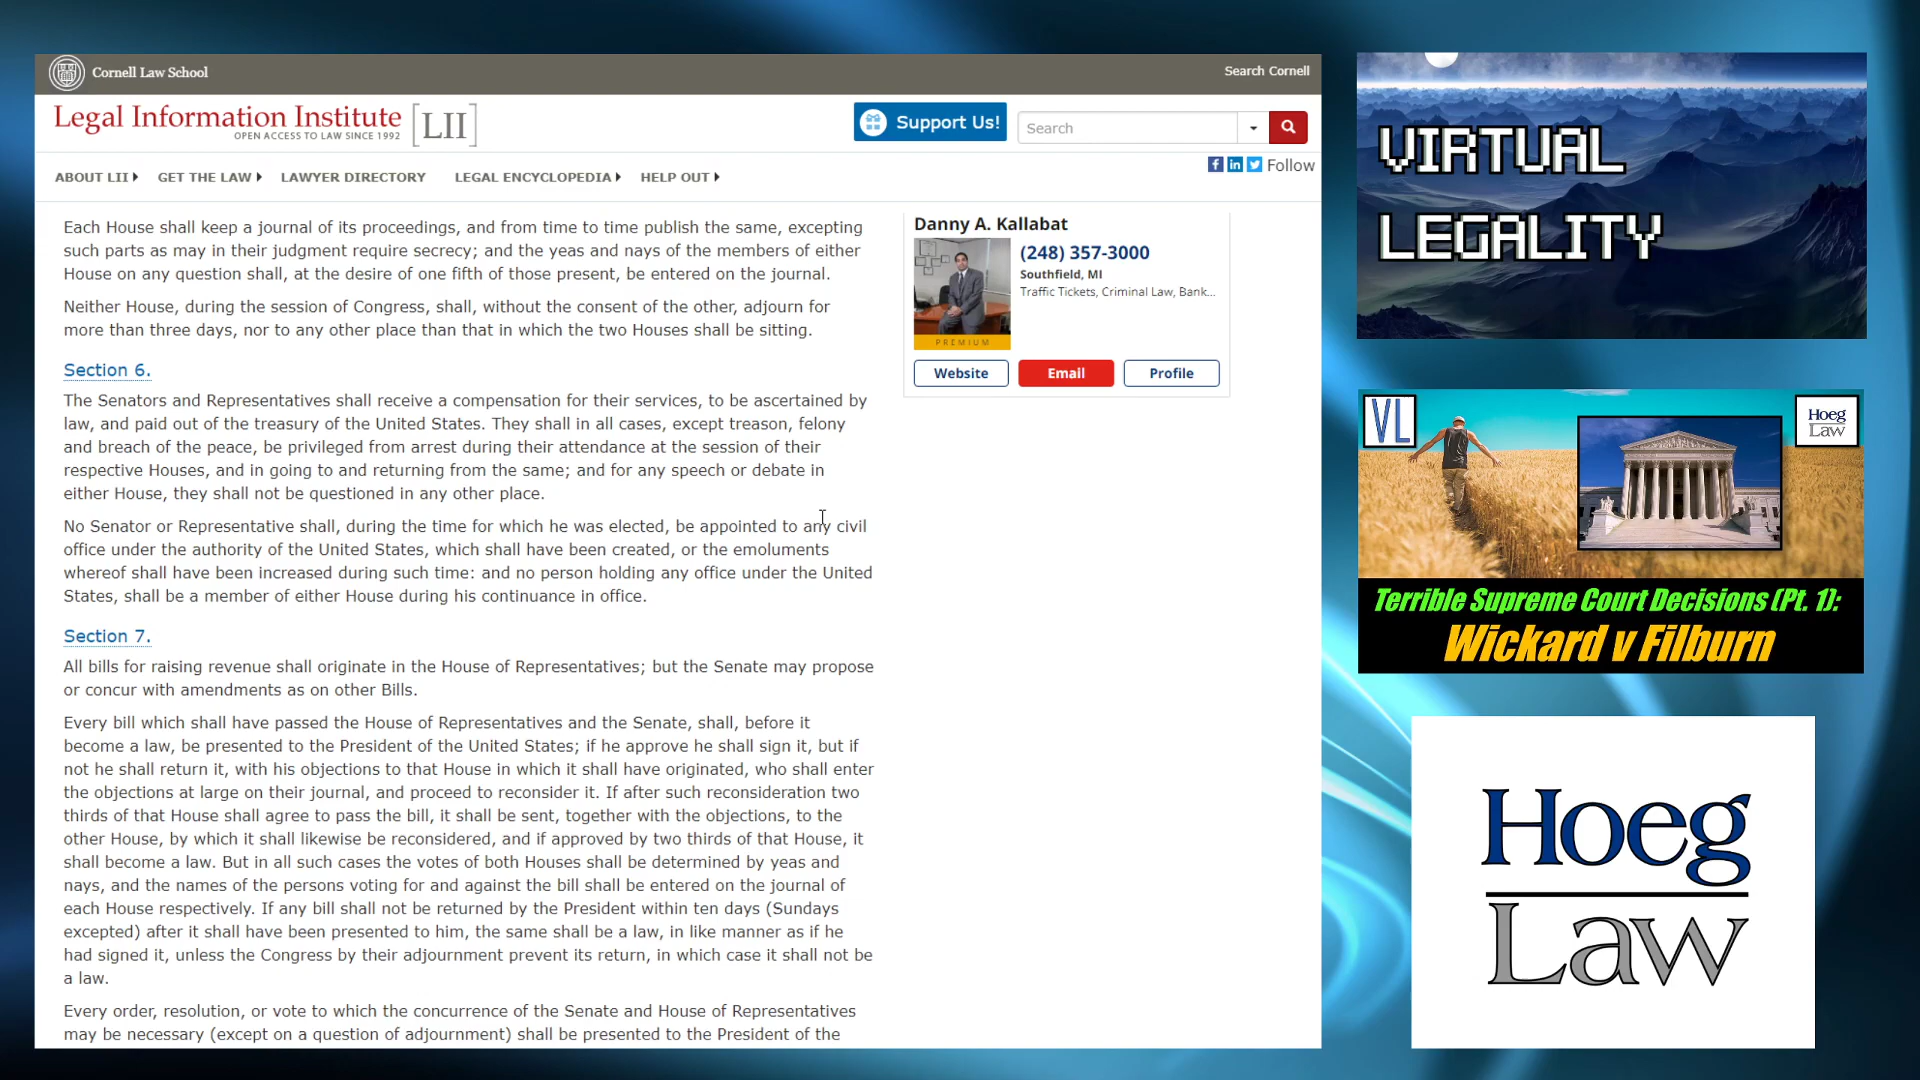 Cornell Law School
Search Cornell
Legal Information Institute [LII]
OPEN ACCESS TO LAW SINCE 1992
Support Us!
Search
Follow
ABOUT LII
GET THE LAW
LAWYER DIRECTORY
LEGAL ENCYCLOPEDIA
HELP OUT
Each House shall keep a journal of its proceedings, and from time to time publish the same, excepting
such parts as may in their judgment require secrecy; and the yeas and nays of the members of either
House on any question shall, at the desire of one fifth of those present, be entered on the journal.
Neither House, during the session of Congress, shall, without the consent of the other, adjourn for
more than three days, nor to any other place than that in which the two Houses shall be sitting.
Section 6.
The Senators and Representatives shall receive a compensation for their services, to be ascertained by
law, and paid out of the treasury of the United States. They shall in all cases, except treason, felony
and breach of the peace, be privileged from arrest during their attendance at the session of their
respective Houses, and in going to and returning from the same; and for any speech or debate in
either House, they shall not be questioned in any other place.
No Senator or Representative shall, during the time for which he was elected, be appointed to any civil
office under the authority of the United States, which shall have been created, or the emoluments
whereof shall have been increased during such time: and no person holding any office under the United
States, shall be a member of either House during his continuance in office.
Section 7.
All bills for raising revenue shall originate in the House of Representatives; but the Senate may propose
or concur with amendments as on other Bills.
Every bill which shall have passed the House of Representatives and the Senate, shall, before it
become a law, be presented to the President of the United States; if he approve he shall sign it, but if
not he shall return it, with his objections to that House in which it shall have originated, who shall enter
the objections at large on their journal, and proceed to reconsider it. If after such reconsideration two
thirds of that House shall agree to pass the bill, it shall be sent, together with the objections, to the
other House, by which it shall likewise be reconsidered, and if approved by two thirds of that House, it
shall become a law. But in all such cases the votes of both Houses shall be determined by yeas and
nays, and the names of the persons voting for and against the bill shall be entered on the journal of
each House respectively. If any bill shall not be returned by the President within ten days (Sundays
excepted) after it shall have been presented to him, the same shall be a law, in like manner as if he
had signed it, unless the Congress by their adjournment prevent its return, in which case it shall not be
a law.
Every order, resolution, or vote to which the concurrence of the Senate and House of Representatives
may be necessary (except on a question of adjournment) shall be presented to the President of the
Danny A. Kallabat
(248) 357-3000
Southfield, MI
Traffic Tickets, Criminal Law, Bank...
PREMIUM
Website
Email
Profile
VIRTUAL
LEGALITY
VL
Hoeg
Law
Terrible Supreme Court Decisions (Pt. 1):
Wickard v Filburn
Hoeg
Law